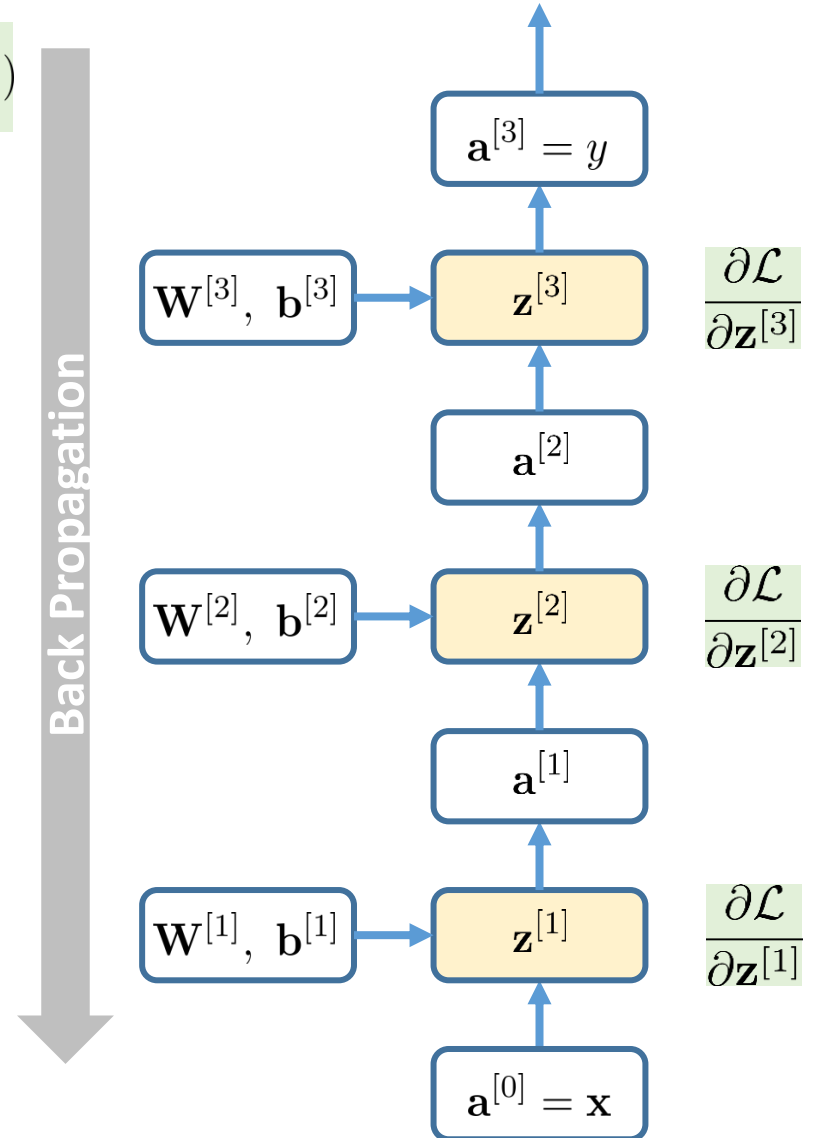 )
a^{[3]} = y
W^{[3]}, b^{[3]}
z^{[3]}
∂ℒ/∂z^{[3]}
a^{[2]}
Back Propagation
W^{[2]}, b^{[2]}
z^{[2]}
∂ℒ/∂z^{[2]}
a^{[1]}
W^{[1]}, b^{[1]}
z^{[1]}
∂ℒ/∂z^{[1]}
a^{[0]} = x